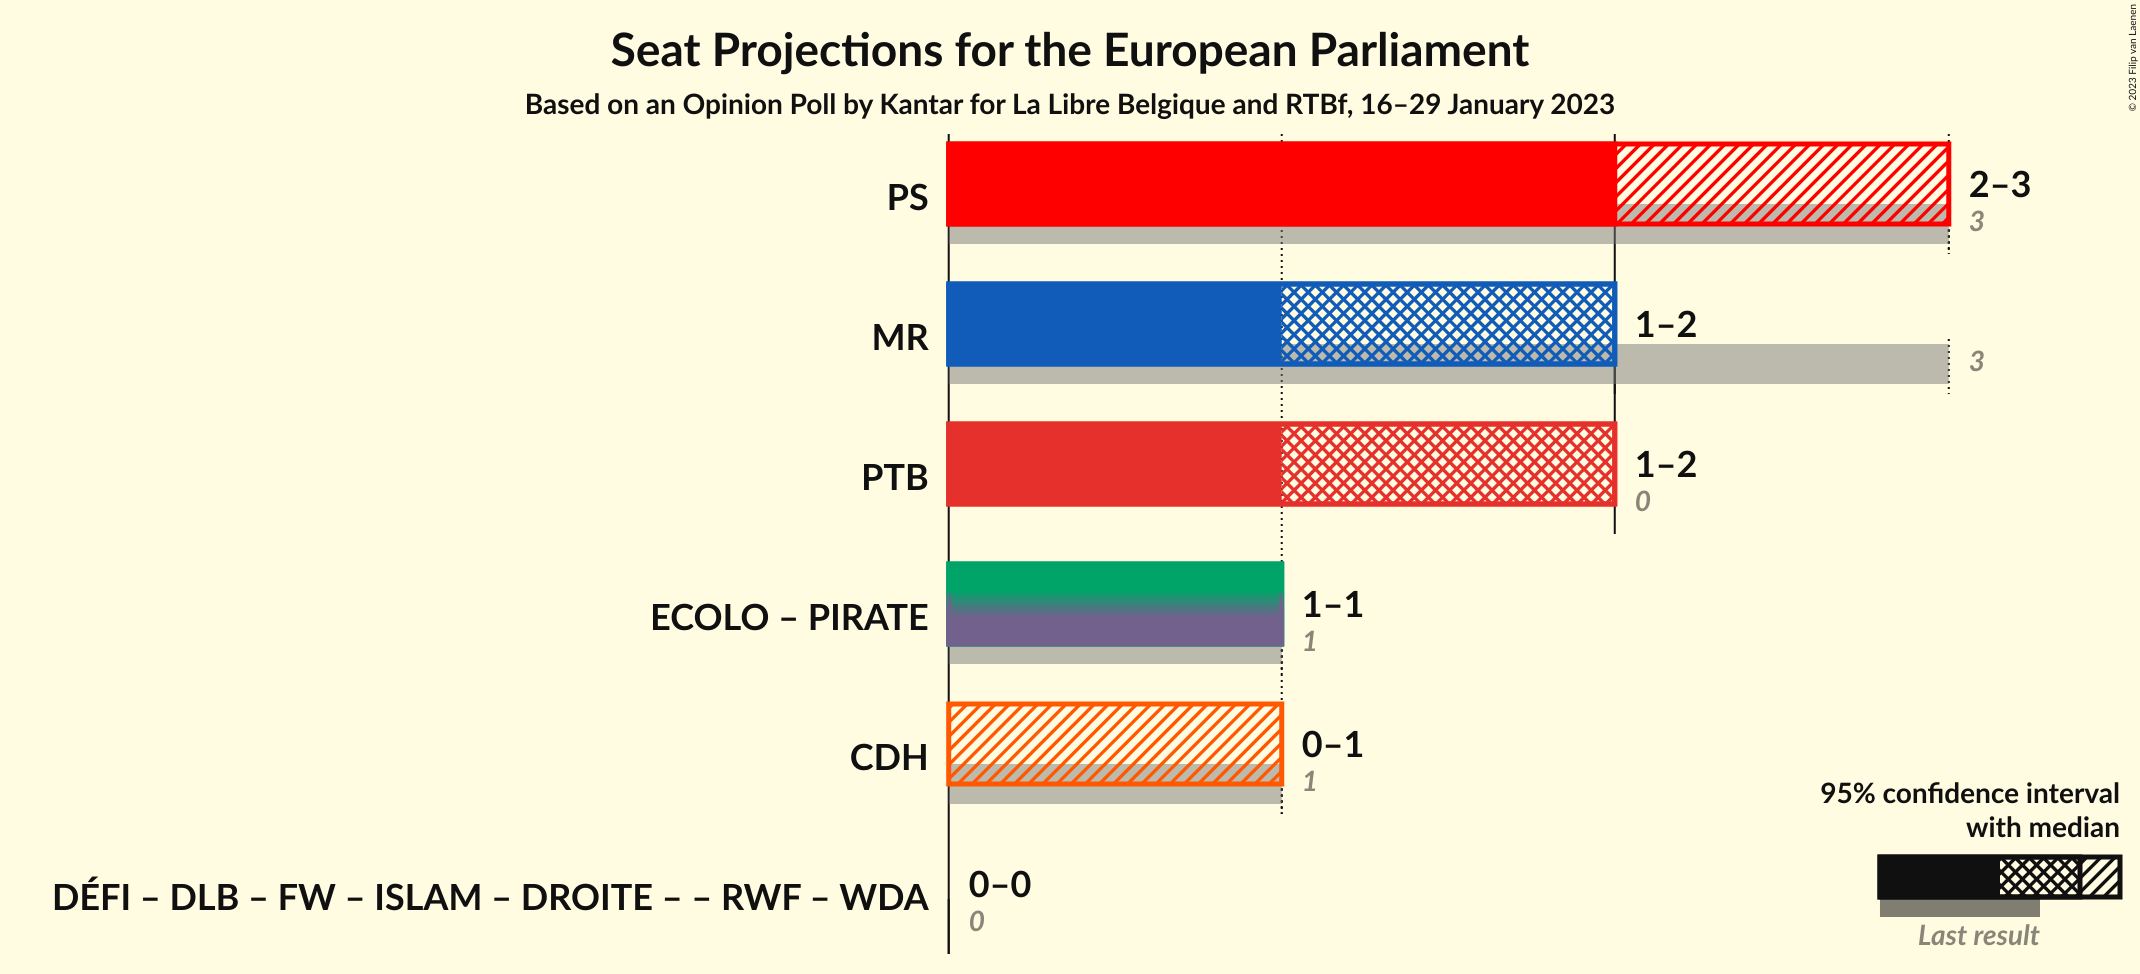 Seat Projections for the European Parliament
Based on an Opinion Poll by Kantar for La Libre Belgique and RTBf, 16–29 January 2023
© 2023 Filip van Laenen
PS
2–3
3
MR
1–2
3
PTB
1–2
0
ECOLO – PIRATE
1–1
1
CDH
0–1
1
DÉFI – DLB – FW – ISLAM – DROITE – – RWF – WDA
0–0
0
95% confidence interval
with median
Last result